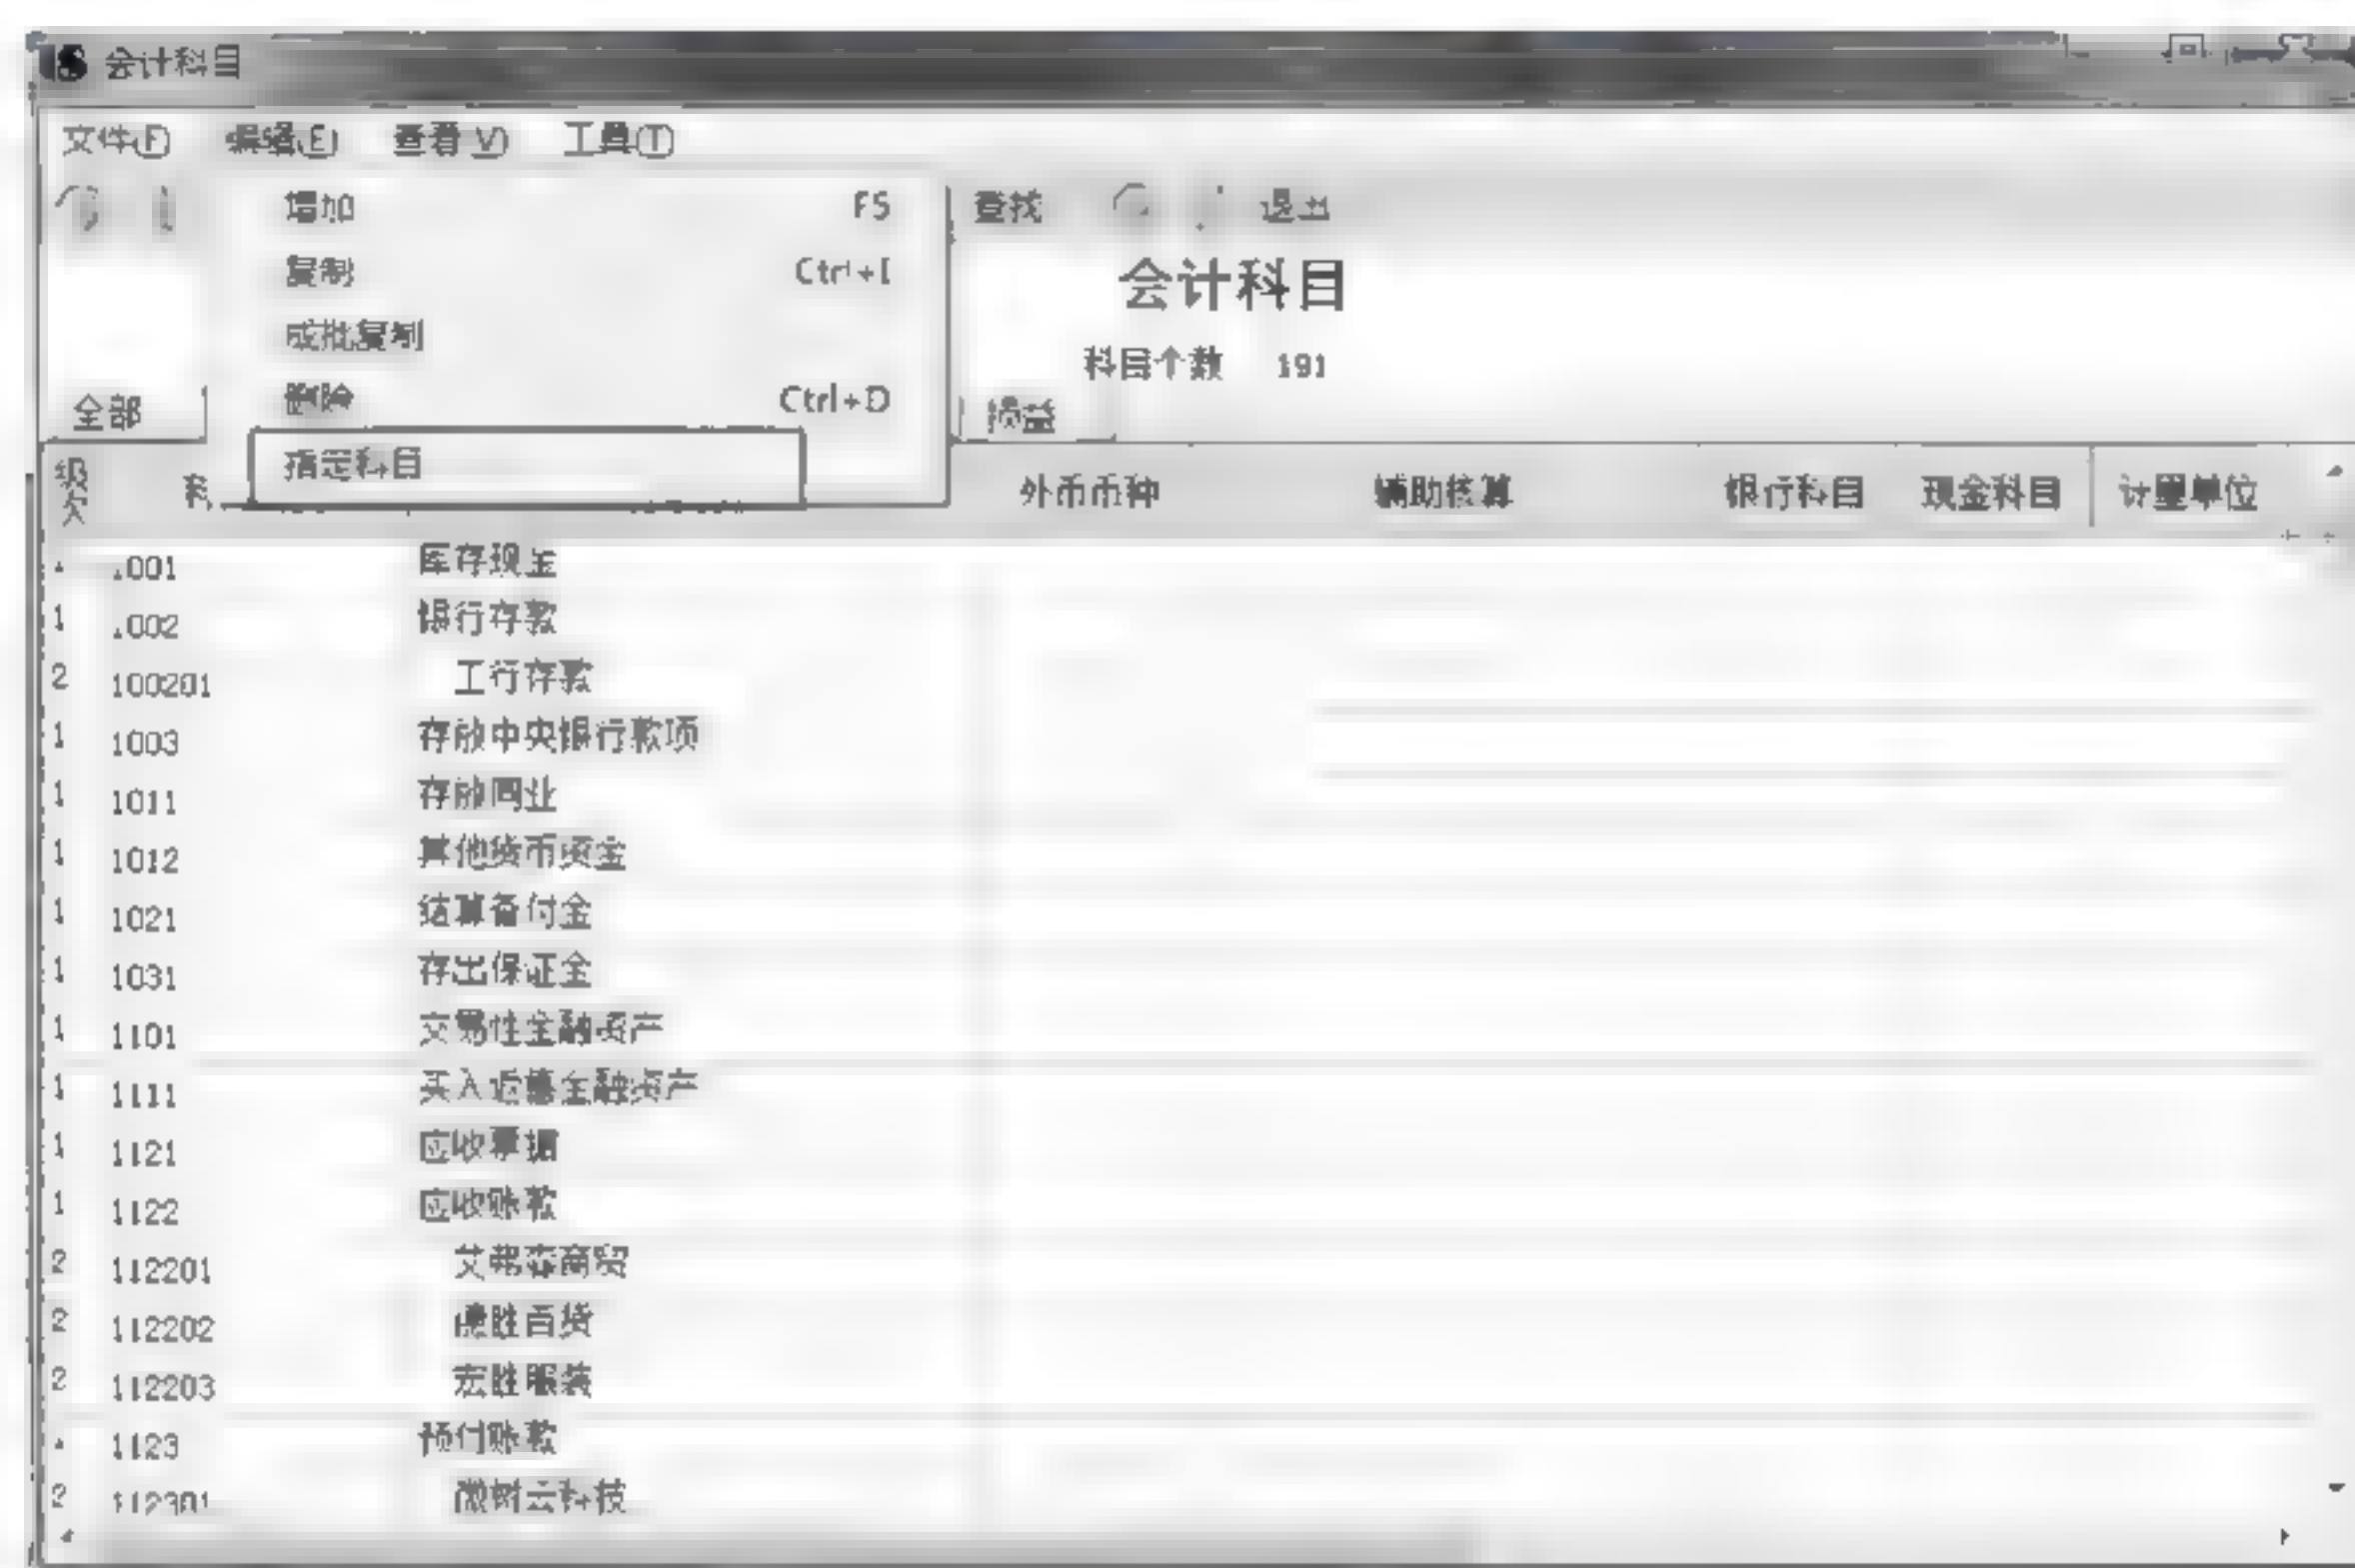 会计科目
文件(F) 编辑(E) 查看(V) 工具(T)
增加 F5 查找 退出
复制 Ctrl+I
会计科目
成批复制
科目个数 191
删除 Ctrl+D
全部 损益
指定科目
级次 科 外币币种 辅助核算 银行科目 现金科目 计量单位
1 1001 库存现金
1 1002 银行存款
2 100201 工行存款
1 1003 存放中央银行款项
1 1011 存放同业
1 1012 其他货币资金
1 1021 结算备付金
1 1031 存出保证金
1 1101 交易性金融资产
1 1111 买入返售金融资产
1 1121 应收票据
1 1122 应收账款
2 112201 艾弗森商贸
2 112202 百货
2 112203 宏胜服装
1 1123 预付账款
2 112301 微树云科技